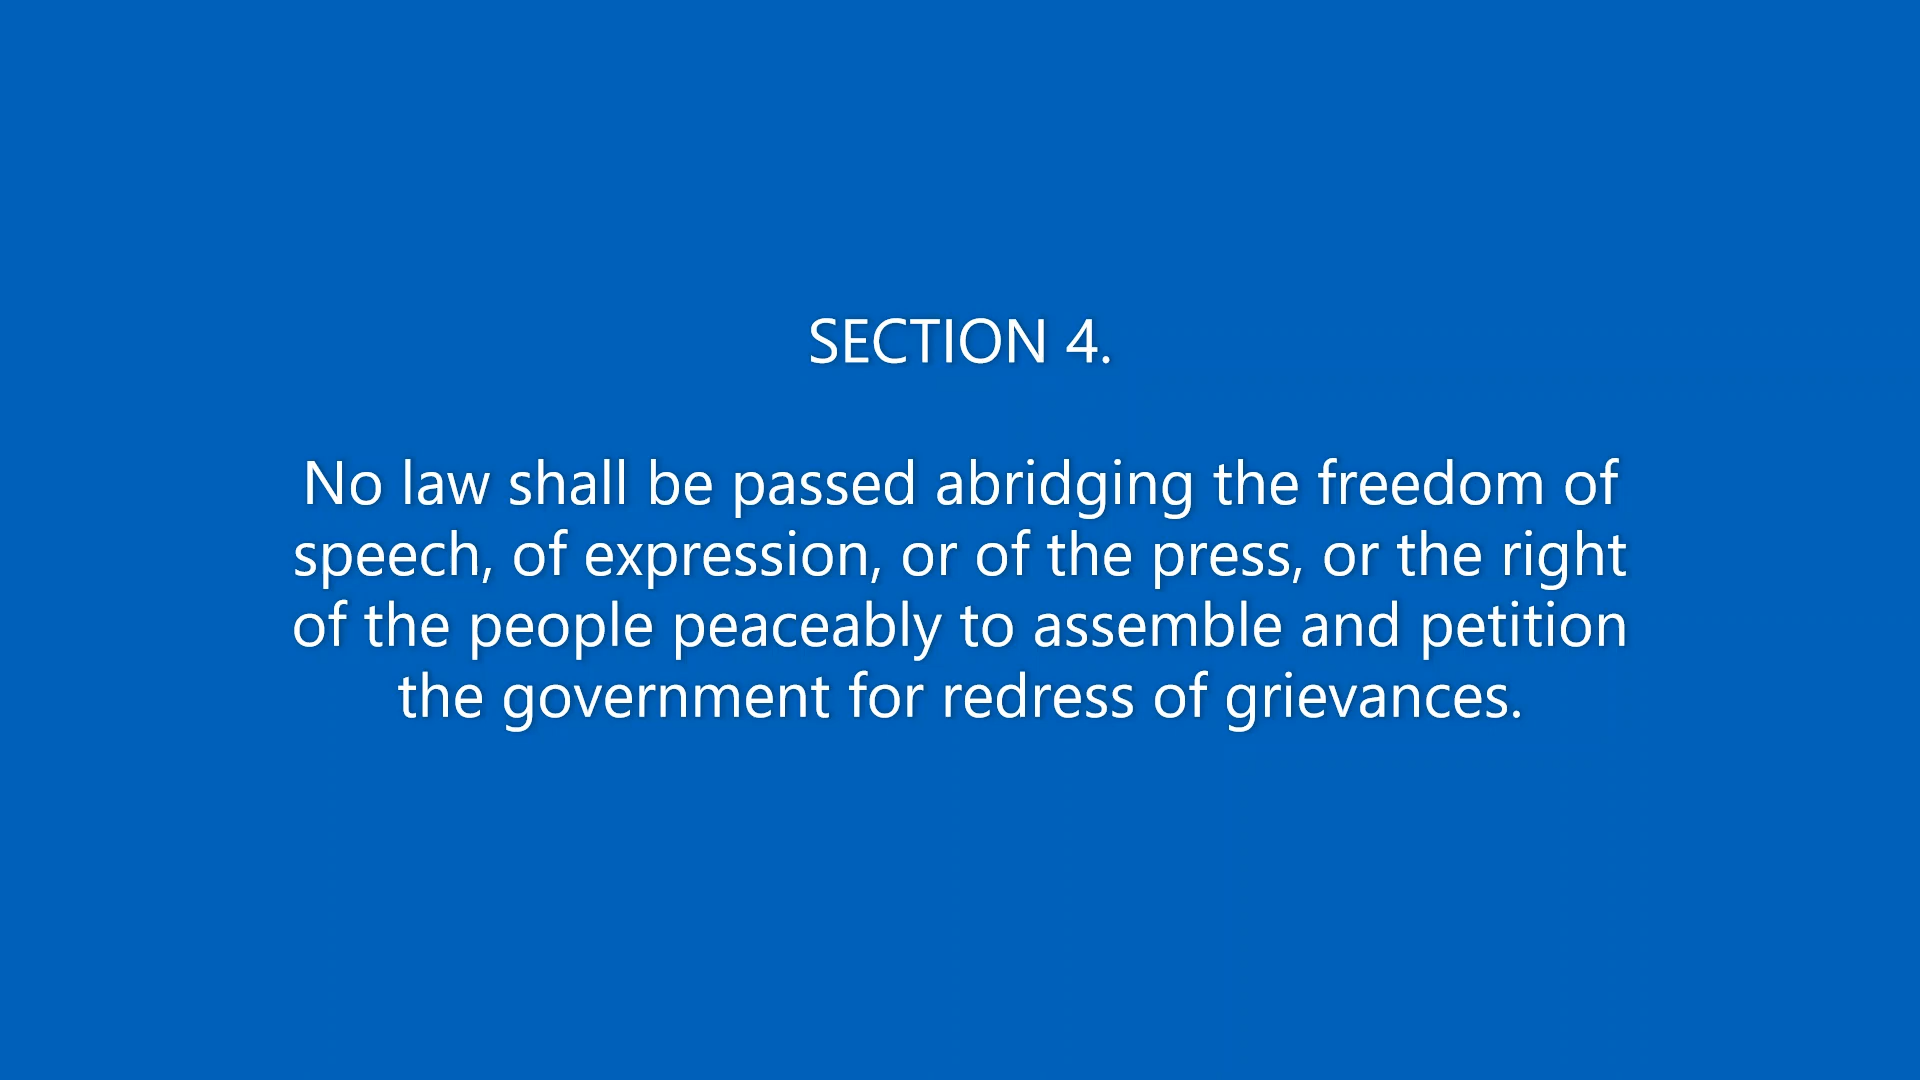 SECTION 4.
No law shall be passed abridging the freedom of
speech, of expression, or of the press, or the right
of the people peaceably to assemble and petition
the government for redress of grievances.